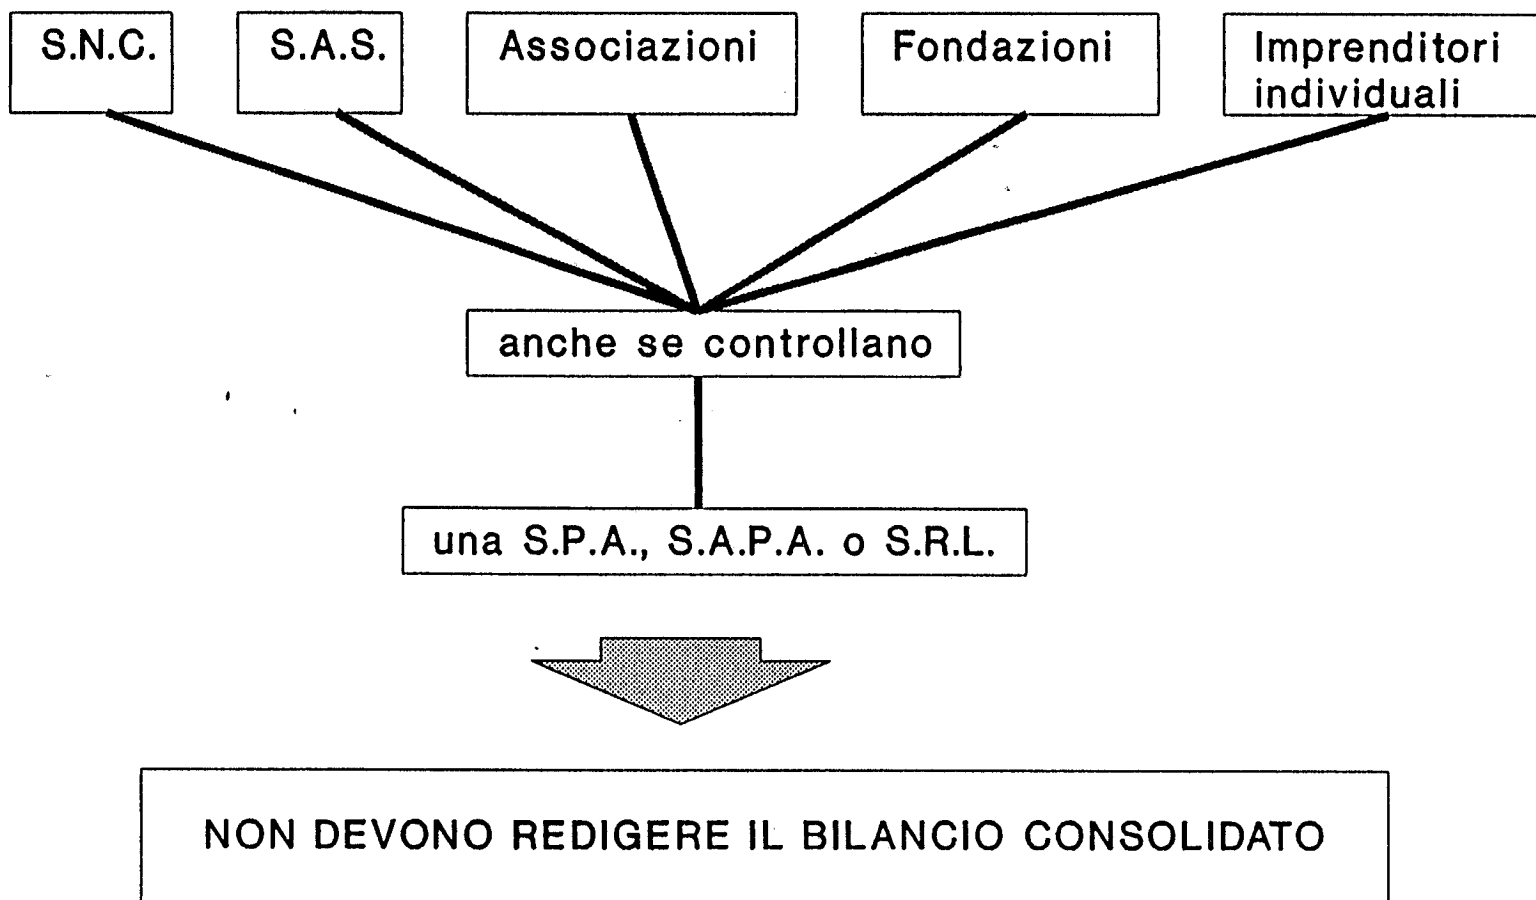 S.N.C.
S.A.S.
Associazioni
Fondazioni
Imprenditori
individuali
anche se controllano
una S.P.A., S.A.P.A. o S.R.L.
NON DEVONO REDIGERE IL BILANCIO CONSOLIDATO